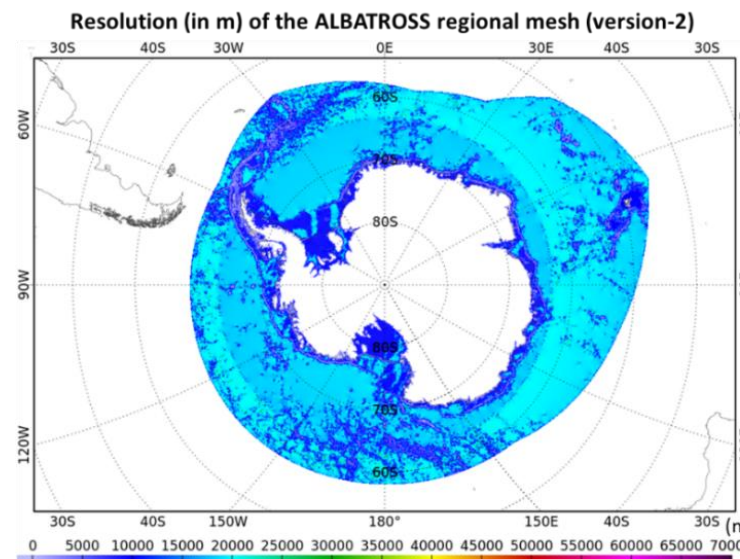 Resolution (in m) of the ALBATROSS regional mesh (version-2)
30S 40S 30W 0E 30E 40S 30S
60W
60S
70S
80S
90W
80S
70S
120W
60S
30S 40S 150W 180° 150E 40S 30S
0 5000 10000 15000 20000 25000 30000 35000 40000 45000 50000 55000 60000 65000 7000